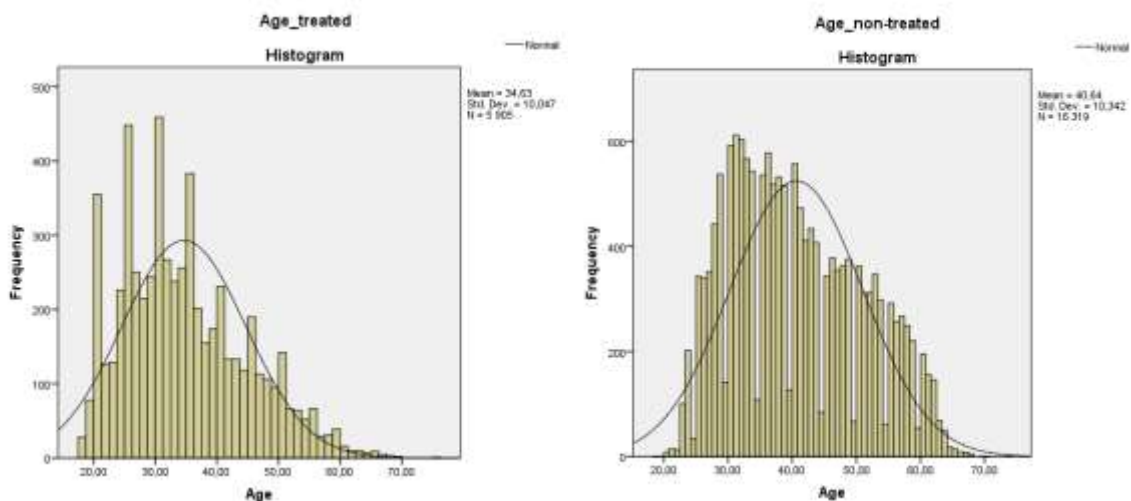 Age_treated
Histogram
Normal
Mean = 34,63
Std. Dev. = 10,047
N = 5 905
Frequency
500
400
300
200
100
0
20,00 30,00 40,00 50,00 60,00 70,00
Age
Age_non-treated
Histogram
Normal
Mean = 40,64
Std. Dev. = 10,342
N = 16 319
Frequency
600
400
200
0
20,00 30,00 40,00 50,00 60,00 70,00
Age